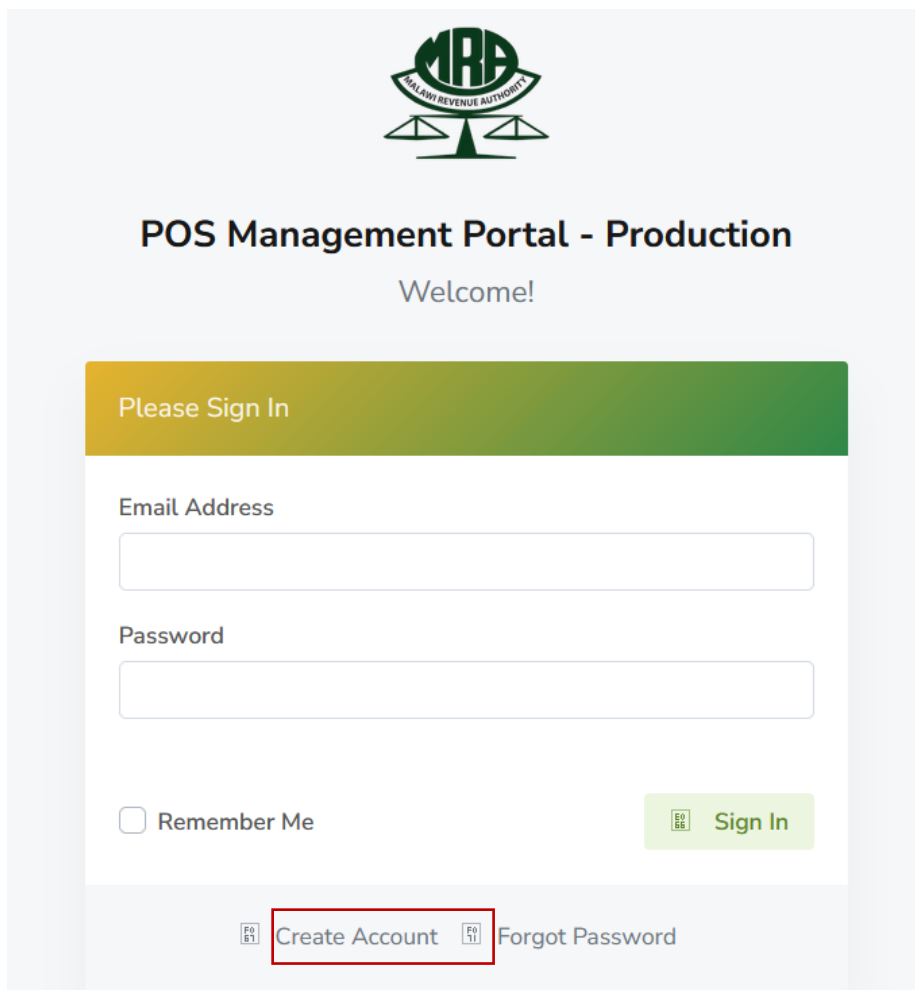 MRA
MALAWI REVENUE AUTHORITY
POS Management Portal - Production
Welcome!
Please Sign In
Email Address
Password
Remember Me
Sign In
Create Account Forgot Password